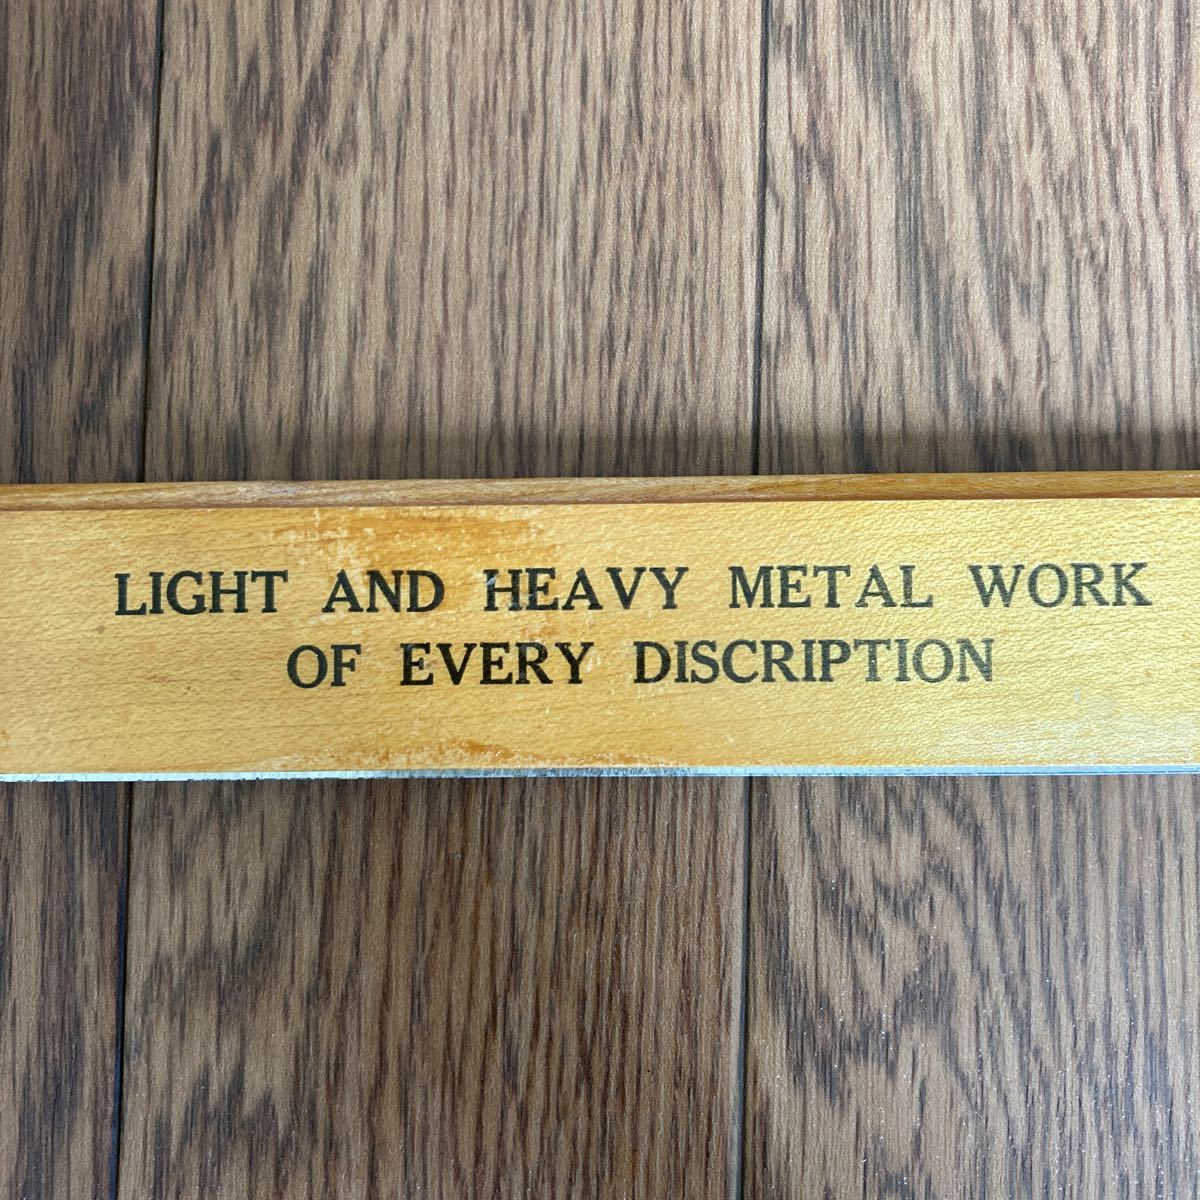 LIGHT AND HEAVY METAL WORK
OF EVERY DISCRIPTION